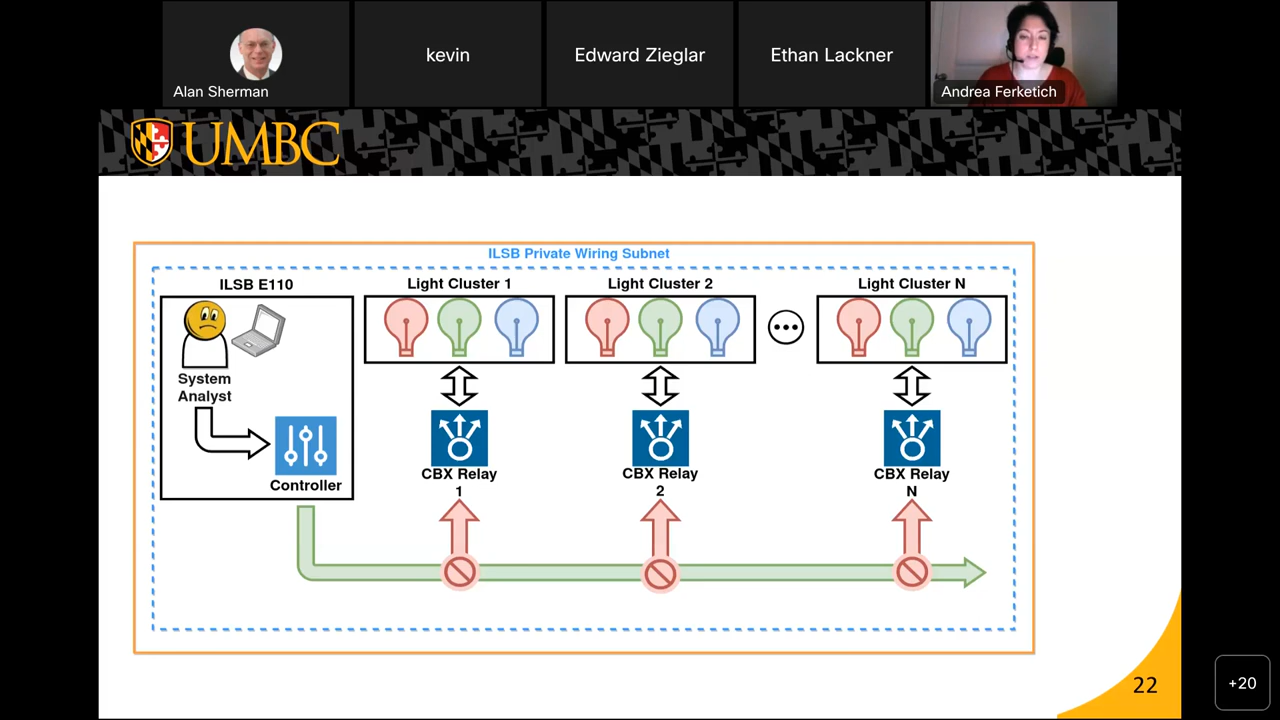 Alan Sherman
kevin
Edward Zieglar
Ethan Lackner
Andrea Ferketich
UMBC
ILSB Private Wiring Subnet
ILSB E110
Light Cluster 1
Light Cluster 2
Light Cluster N
System
Analyst
Controller
CBX Relay
1
CBX Relay
2
CBX Relay
N
22
+20